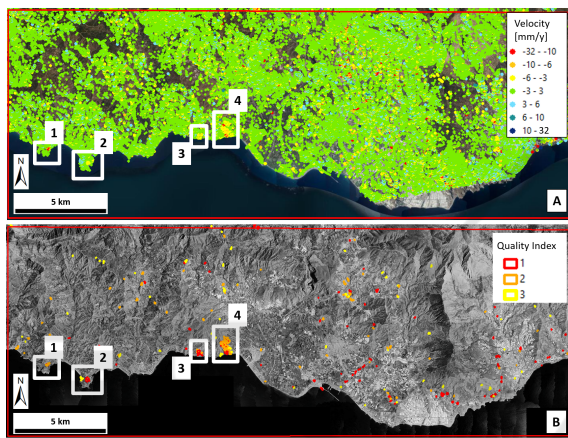 Velocity
[mm/y]
-32 - -10
-10 - -6
-6 - -3
-3 - 3
3 - 6
6 - 10
10 - 32
4
1
2
3
N
5 km
A
Quality Index
1
2
3
4
1
2
3
N
5 km
B